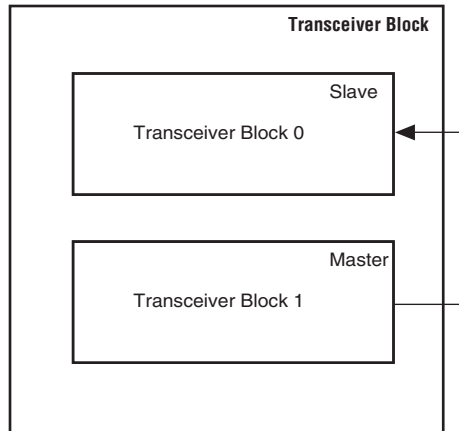 Transceiver Block
Slave
Transceiver Block 0
Master
Transceiver Block 1